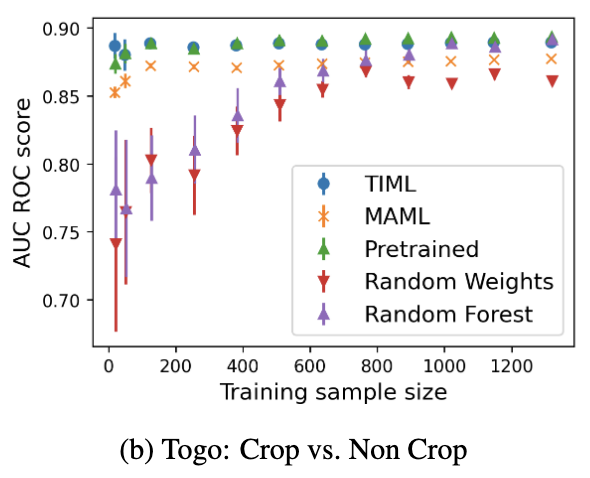 0.90
0.85
0.80
0.75
0.70
AUC ROC score
TIML
MAML
Pretrained
Random Weights
Random Forest
0 200 400 600 800 1000 1200
Training sample size
(b) Togo: Crop vs. Non Crop